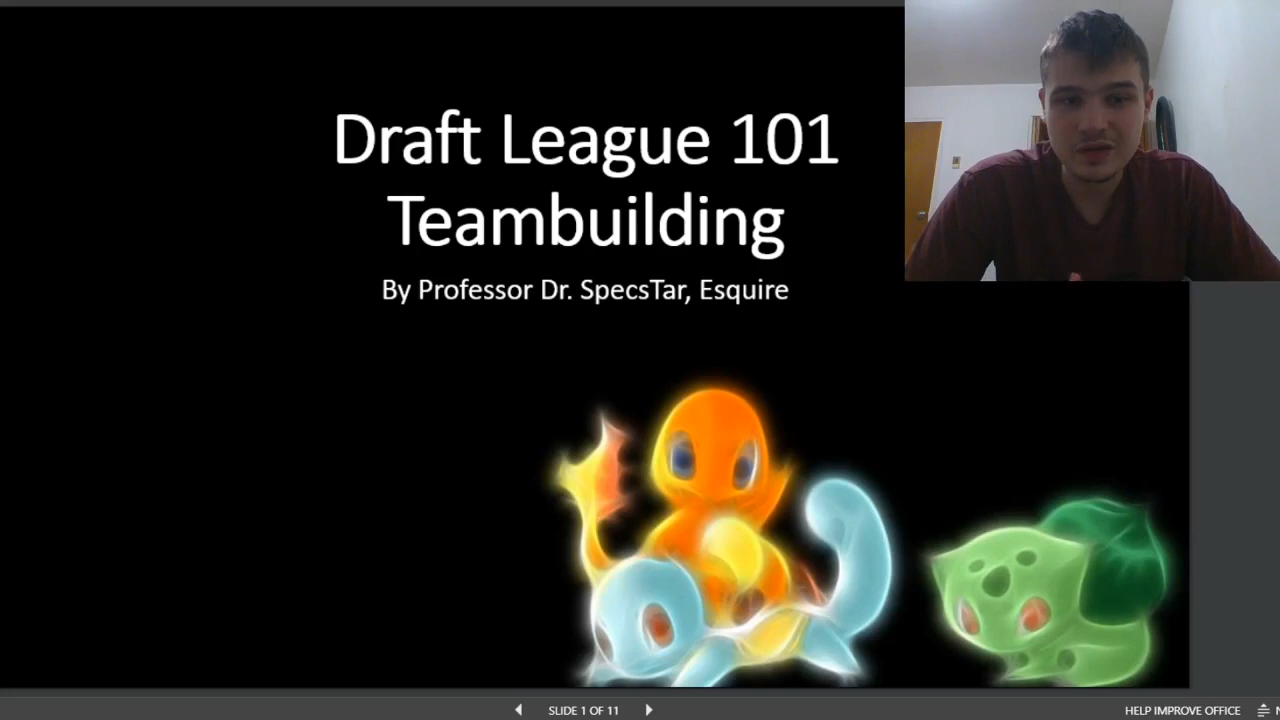 Draft League 101
Teambuilding
By Professor Dr. SpecsTar, Esquire
SLIDE 1 OF 11
HELP IMPROVE OFFICE